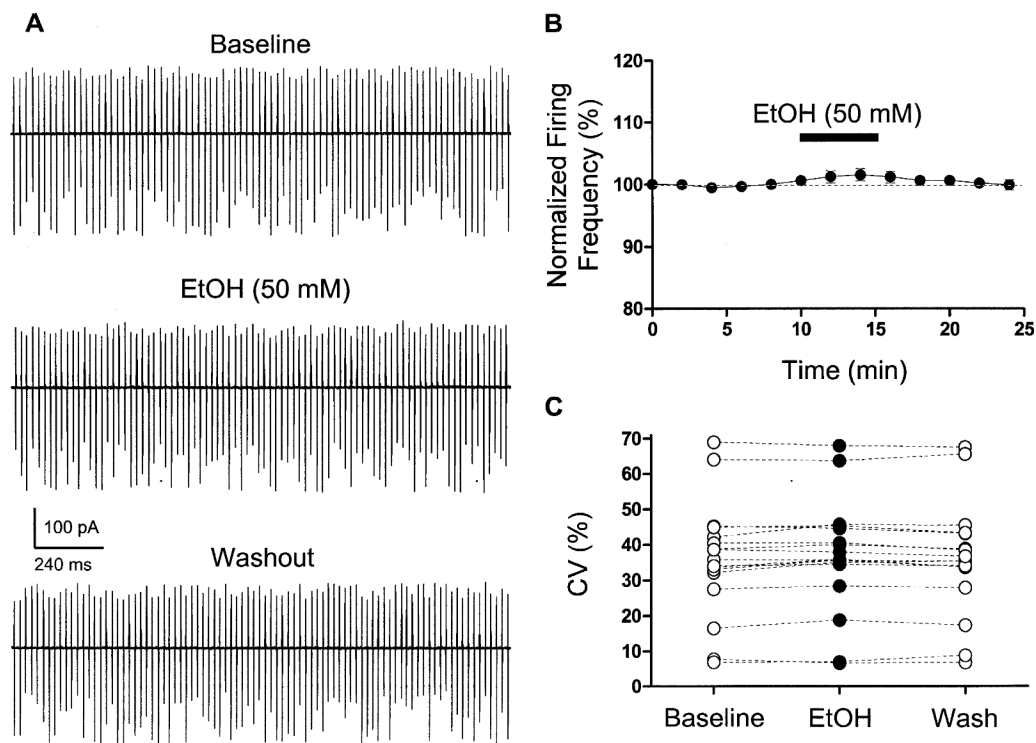 A
Baseline
EtOH (50 mM)
100 pA
240 ms
Washout
B
Normalized Firing
Frequency (%)
120
110
100
90
80
EtOH (50 mM)
0 5 10 15 20 25
Time (min)
C
CV (%)
70
60
50
40
30
20
10
0
Baseline EtOH Wash